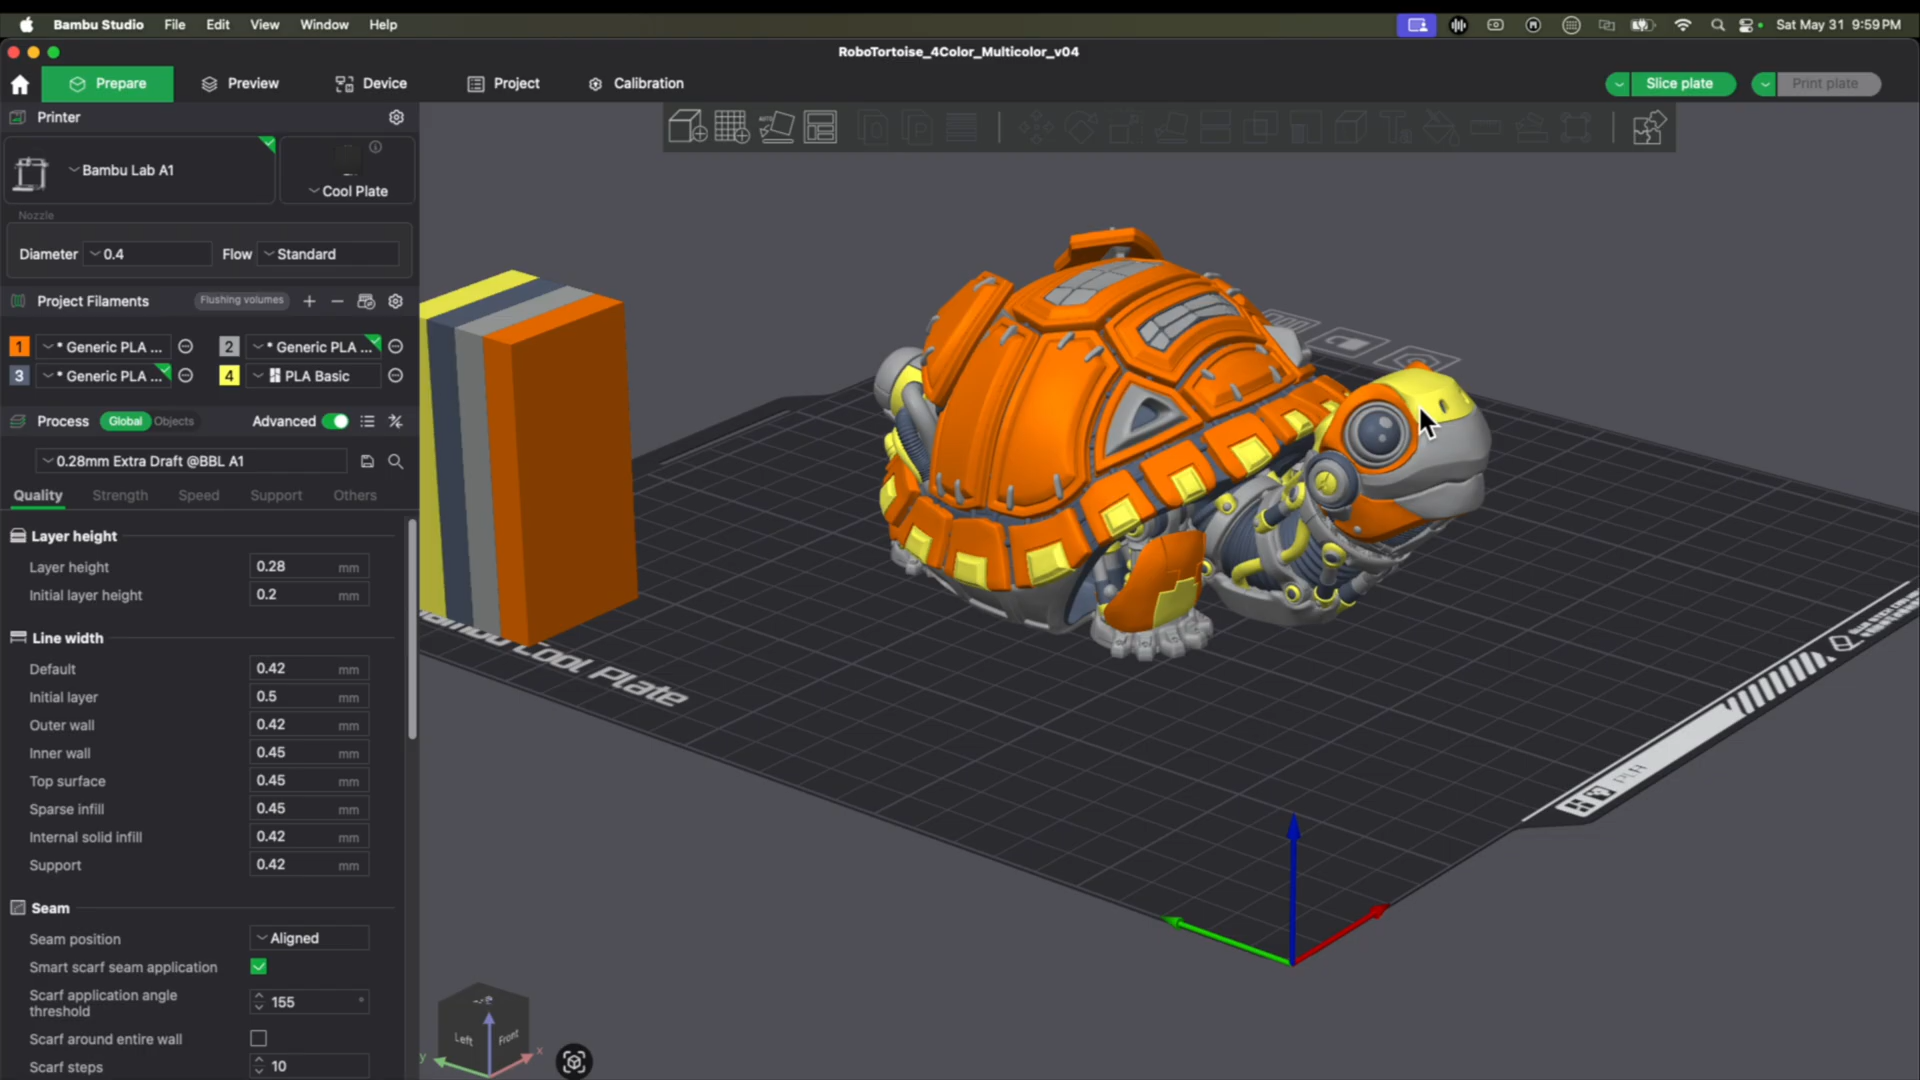 Bambu Studio File Edit View Window Help Sat May 31 9:59 PM
RoboTortoise_4Color_Multicolor_v04
Prepare Preview Device Project Calibration Slice plate Print plate
Printer
Bambu Lab A1
Cool Plate
Nozzle
Diameter 0.4 Flow Standard
Project Filaments Flushing volumes
1 * Generic PLA ... 2 * Generic PLA ...
3 * Generic PLA ... 4 PLA Basic
Process Global Objects Advanced
0.28mm Extra Draft @BBL A1
Quality Strength Speed Support Others
Layer height
Layer height 0.28 mm
Initial layer height 0.2 mm
Line width
Default 0.42 mm
Initial layer 0.5 mm
Outer wall 0.42 mm
Inner wall 0.45 mm
Top surface 0.45 mm
Sparse infill 0.45 mm
Internal solid infill 0.42 mm
Support 0.42 mm
Seam
Seam position Aligned
Smart scarf seam application
Scarf application angle
threshold 155 °
Scarf around entire wall
Scarf steps 10
AUTO
Cool Plate
PLA
Left Front
y x